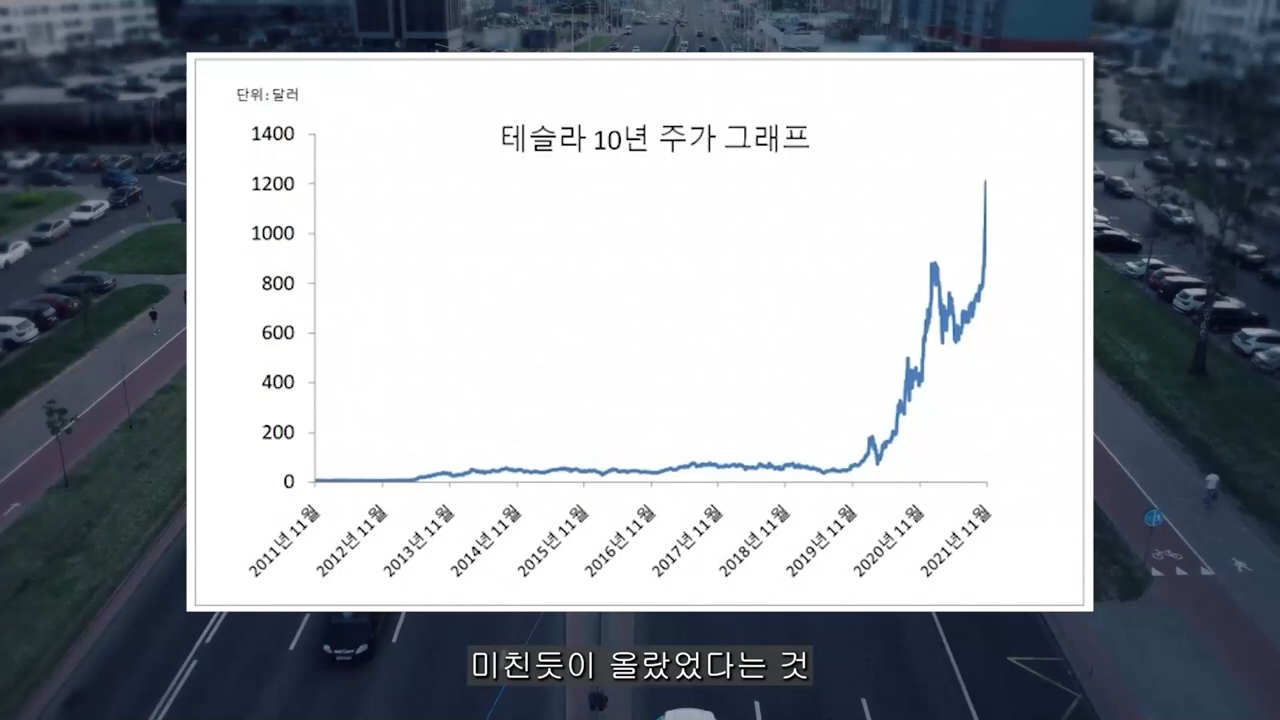 단위:달러
테슬라 10년 주가 그래프
1400
1200
1000
800
600
400
200
0
2011년 11월
2012년 11월
2013년 11월
2014년 11월
2015년 11월
2016년 11월
2017년 11월
2018년 11월
2019년 11월
2020년 11월
2021년 11월
미친듯이 올랐었다는 것